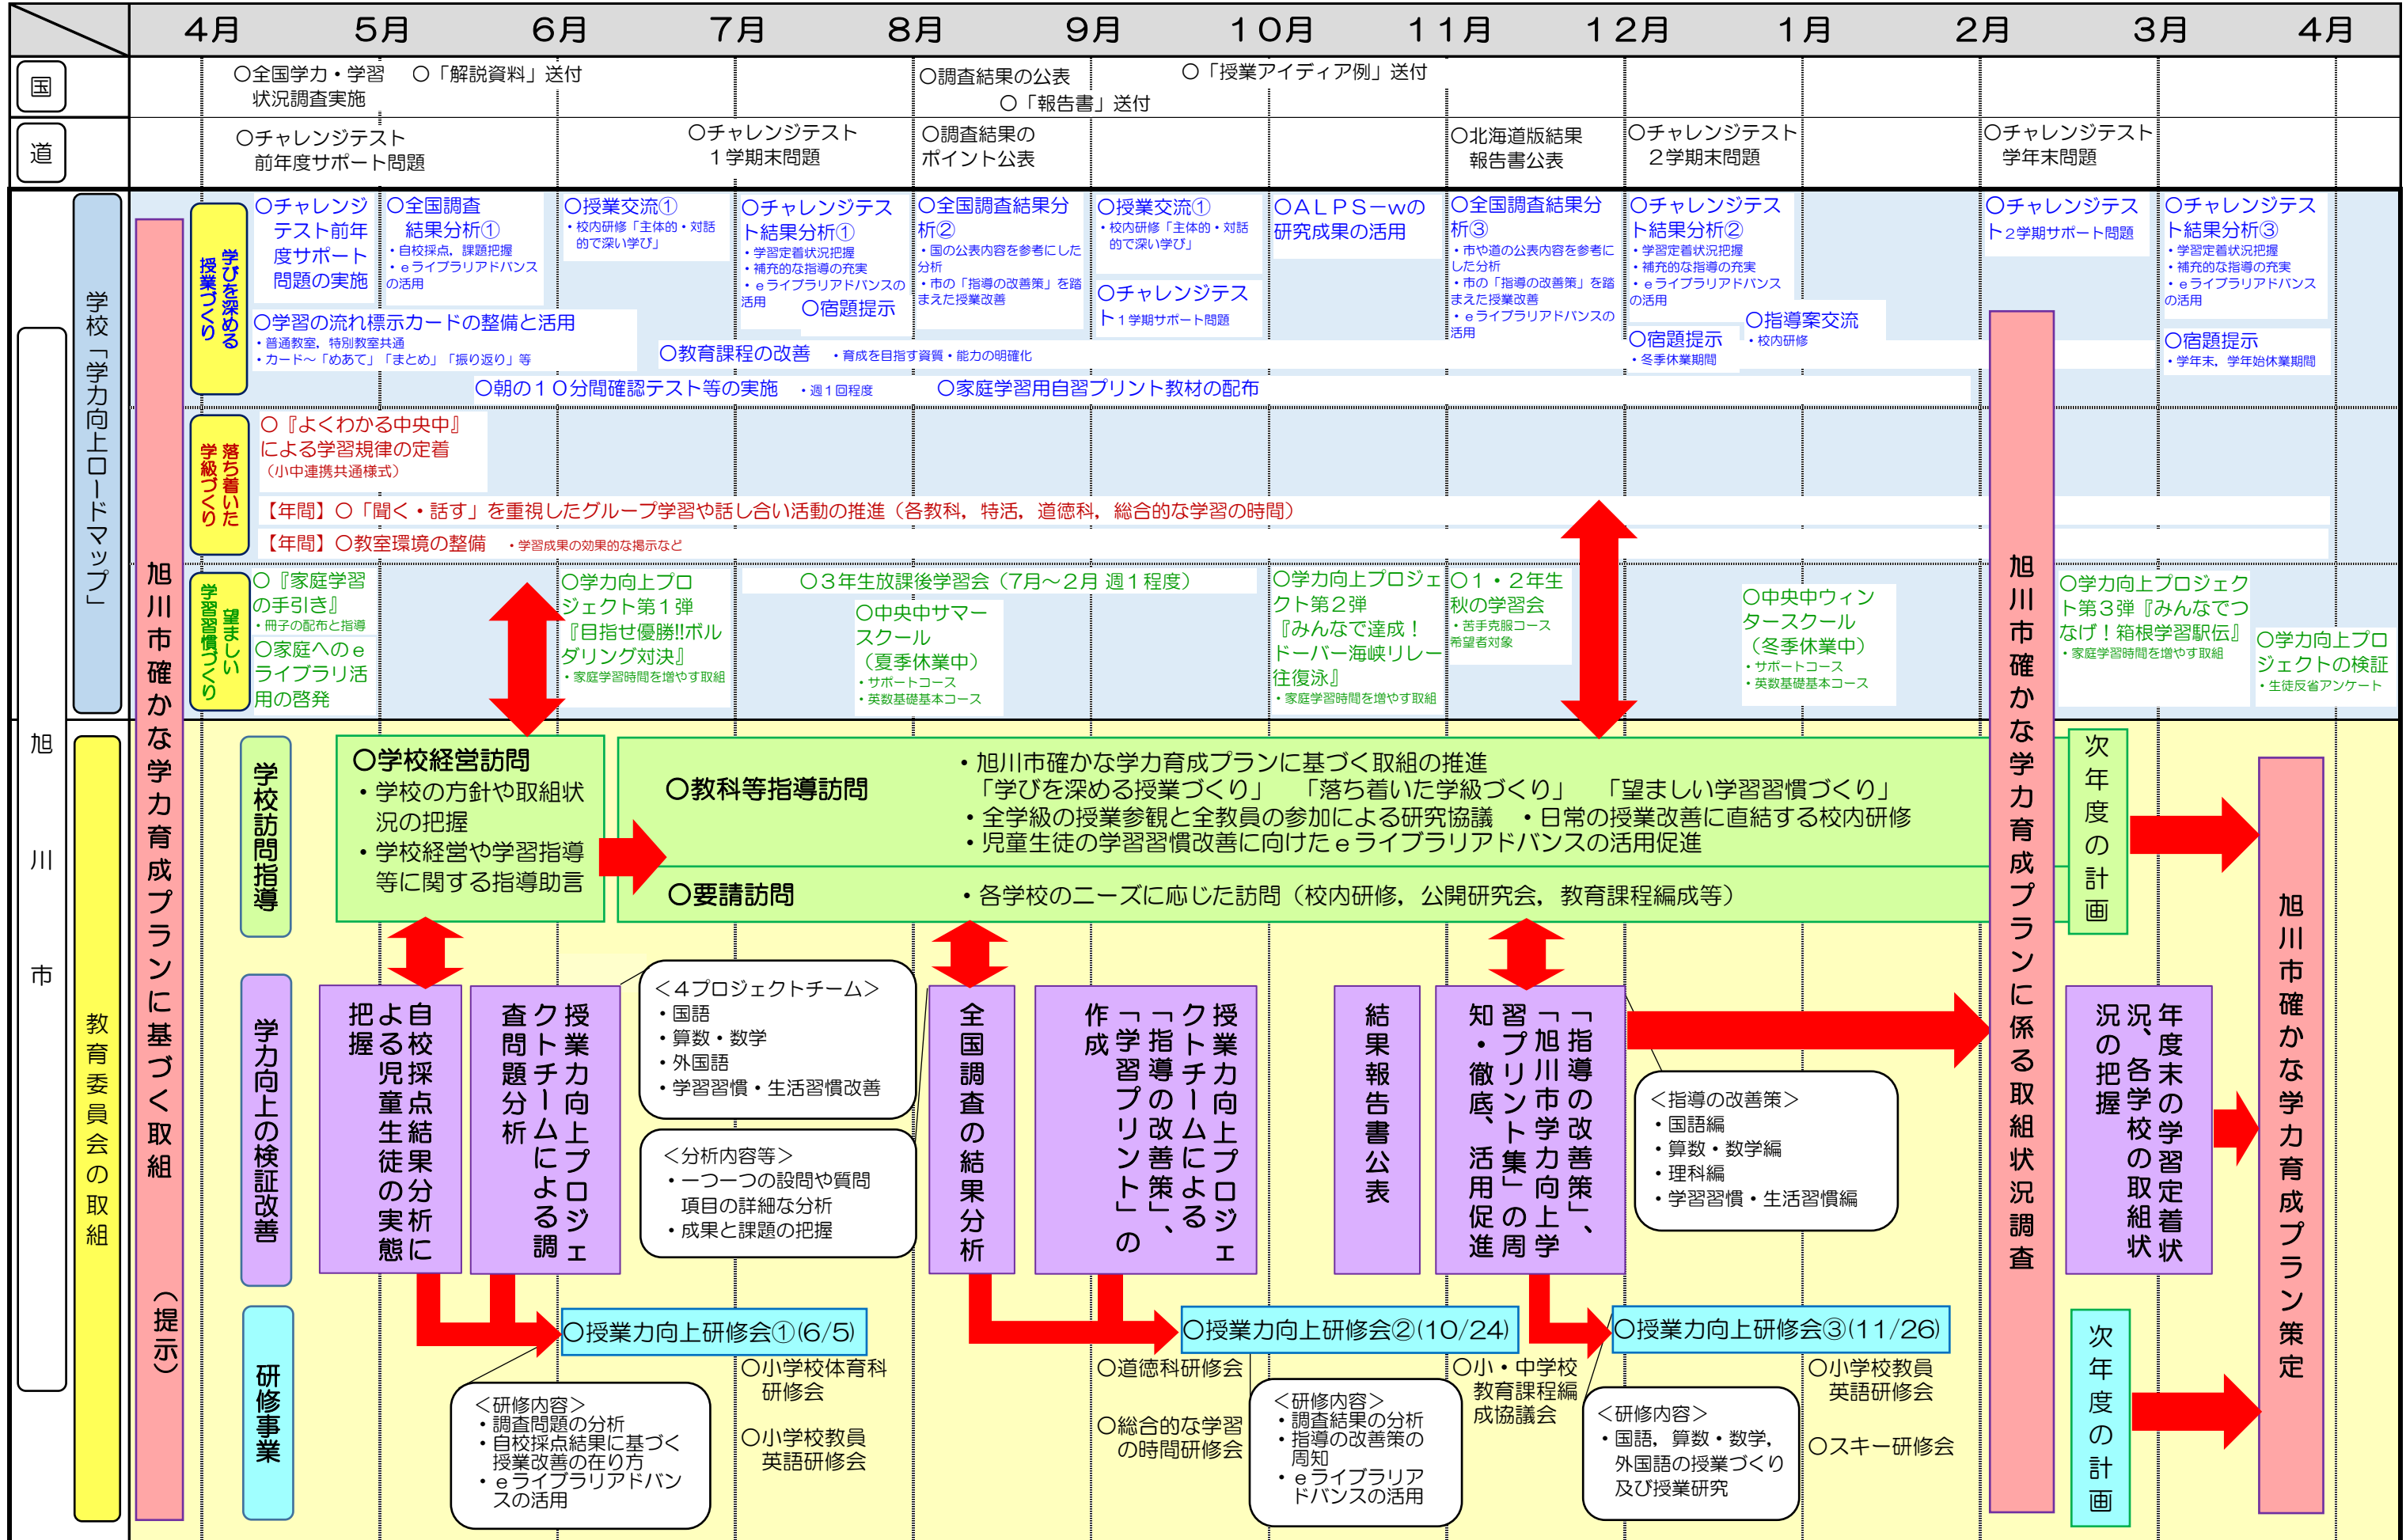 4月 5月 6月 7月 8月 9月 10月 11月 12月 1月 2月 3月 4月
国
○全国学力・学習
状況調査実施
○「解説資料」送付
○調査結果の公表
○「報告書」送付
○「授業アイディア例」送付
道
○チャレンジテスト
前年度サポート問題
○チャレンジテスト
1学期末問題
○調査結果の
ポイント公表
○北海道版結果
報告書公表
○チャレンジテスト
2学期末問題
○チャレンジテスト
学年末問題
旭川市
学校「学力向上ロードマップ」
旭川市確かな学力育成プランに基づく取組 (提示)
学びを深める
授業づくり
○チャレンジ
テスト前年
度サポート
問題の実施
○全国調査
結果分析①
・自校採点,課題把握
・eライブラリアドバンス
の活用
○授業交流①
・校内研修「主体的・対話
的で深い学び」
○チャレンジテス
ト結果分析①
・学習定着状況把握
・補充的な指導の充実
・eライブラリアドバンスの
活用
○宿題提示
○全国調査結果分
析②
・国の公表内容を参考にした
分析
・市の「指導の改善策」を踏
まえた授業改善
○授業交流①
・校内研修「主体的・対話
的で深い学び」
○チャレンジテス
ト1学期サポート問題
○ALPS-wの
研究成果の活用
○全国調査結果分
析③
・市や道の公表内容を参考に
した分析
・市の「指導の改善策」を踏
まえた授業改善
・eライブラリアドバンスの
活用
○チャレンジテス
ト結果分析②
・学習定着状況把握
・補充的な指導の充実
・eライブラリアドバンス
の活用
○宿題提示
・冬季休業期間
○指導案交流
・校内研修
○チャレンジテス
ト2学期サポート問題
○チャレンジテス
ト結果分析③
・学習定着状況把握
・補充的な指導の充実
・eライブラリアドバンス
の活用
○宿題提示
・学年末,学年始休業期間
○学習の流れ標示カードの整備と活用
・普通教室,特別教室共通
・カード~「めあて」「まとめ」「振り返り」等
○教育課程の改善 ・育成を目指す資質・能力の明確化
○朝の10分間確認テスト等の実施 ・週1回程度
○家庭学習用自習プリント教材の配布
落ち着いた
学級づくり
○『よくわかる中央中』
による学習規律の定着
(小中連携共通様式)
【年間】○「聞く・話す」を重視したグループ学習や話し合い活動の推進(各教科,特活,道徳科,総合的な学習の時間)
【年間】○教室環境の整備 ・学習成果の効果的な掲示など
望ましい
学習習慣づくり
○『家庭学習
の手引き』
・冊子の配布と指導
○家庭へのe
ライブラリ活
用の啓発
○学力向上プロ
ジェクト第1弾
『目指せ優勝!!ボル
ダリング対決』
・家庭学習時間を増やす取組
○3年生放課後学習会(7月~2月 週1程度)
○中央中サマー
スクール
(夏季休業中)
・サポートコース
・英数基礎基本コース
○学力向上プロジェ
クト第2弾
『みんなで達成!
ドーバー海峡リレー
往復泳』
・家庭学習時間を増やす取組
○1・2年生
秋の学習会
・苦手克服コース
希望者対象
○中央中ウィン
タースクール
(冬季休業中)
・サポートコース
・英数基礎基本コース
○学力向上プロジェク
ト第3弾『みんなでつ
なげ!箱根学習駅伝』
・家庭学習時間を増やす取組
○学力向上プロ
ジェクトの検証
・生徒反省アンケート
旭川市確かな学力育成プランに係る取組状況調査
教育委員会の取組
学校訪問指導
○学校経営訪問
・学校の方針や取組状
況の把握
・学校経営や学習指導
等に関する指導助言
○教科等指導訪問
・旭川市確かな学力育成プランに基づく取組の推進
「学びを深める授業づくり」 「落ち着いた学級づくり」 「望ましい学習習慣づくり」
・全学級の授業参観と全教員の参加による研究協議 ・日常の授業改善に直結する校内研修
・児童生徒の学習習慣改善に向けたeライブラリアドバンスの活用促進
○要請訪問
・各学校のニーズに応じた訪問(校内研修,公開研究会,教育課程編成等)
次年度の計画
旭川市確かな学力育成プラン策定
学力向上の検証改善
自校採点結果分析に
よる児童生徒の実態
把握
授業力向上プロジェ
クトチームによる調
査問題分析
<4プロジェクトチーム>
・国語
・算数・数学
・外国語
・学習習慣・生活習慣改善
<分析内容等>
・一つ一つの設問や質問
項目の詳細な分析
・成果と課題の把握
全国調査の結果分析
授業力向上プロジェ
クトチームによる
「指導の改善策」、
「学習プリント」の
作成
結果報告書公表
「指導の改善策」、
「旭川市学力向上学
習プリント集」の周
知・徹底、活用促進
<指導の改善策>
・国語編
・算数・数学編
・理科編
・学習習慣・生活習慣編
年度末の学習定着状
況、各学校の取組状
況の把握
研修事業
○授業力向上研修会①(6/5)
<研修内容>
・調査問題の分析
・自校採点結果に基づく
授業改善の在り方
・eライブラリアドバン
スの活用
○小学校体育科
研修会
○小学校教員
英語研修会
○授業力向上研修会②(10/24)
○道徳科研修会
○総合的な学習
の時間研修会
<研修内容>
・調査結果の分析
・指導の改善策の
周知
・eライブラリア
ドバンスの活用
○小・中学校
教育課程編
成協議会
○授業力向上研修会③(11/26)
<研修内容>
・国語,算数・数学,
外国語の授業づくり
及び授業研究
○小学校教員
英語研修会
○スキー研修会
次年度の計画